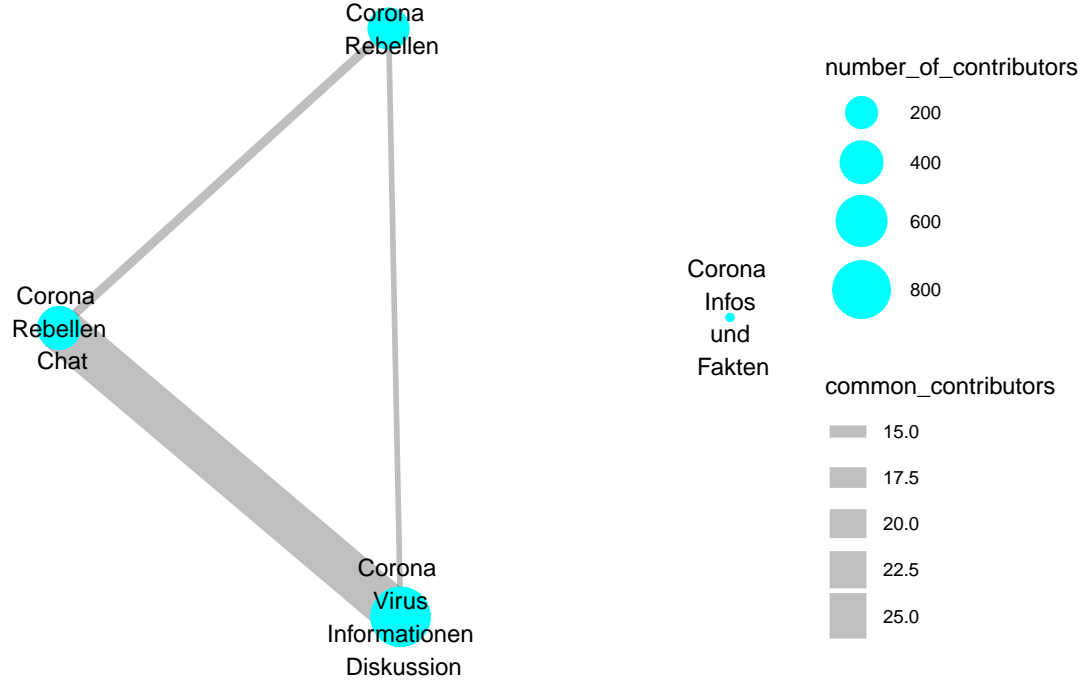 Corona
Rebellen
Corona
Rebellen
Chat
Corona
Virus
Informationen
Diskussion
Corona
Infos
und
Fakten
number_of_contributors
200
400
600
800
common_contributors
15.0
17.5
20.0
22.5
25.0